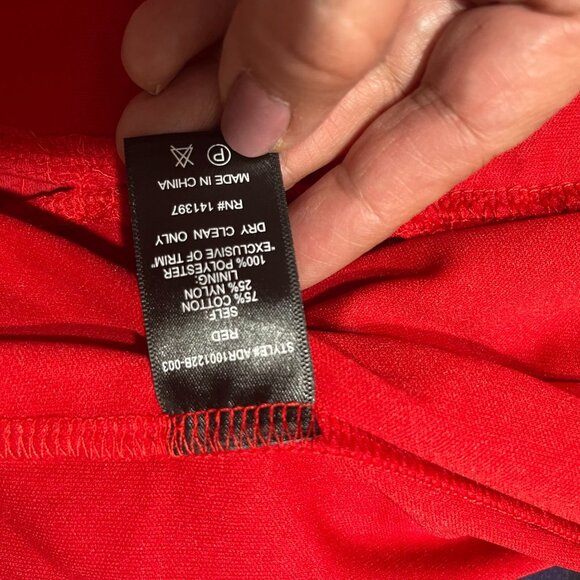 STYLE#ADR100122B-003
RED
SELF:
75% COTTON
25% NYLON
LINING:
100% POLYESTER
"EXCLUSIVE OF TRIM"
DRY CLEAN ONLY
RN# 141397
MADE IN CHINA
P